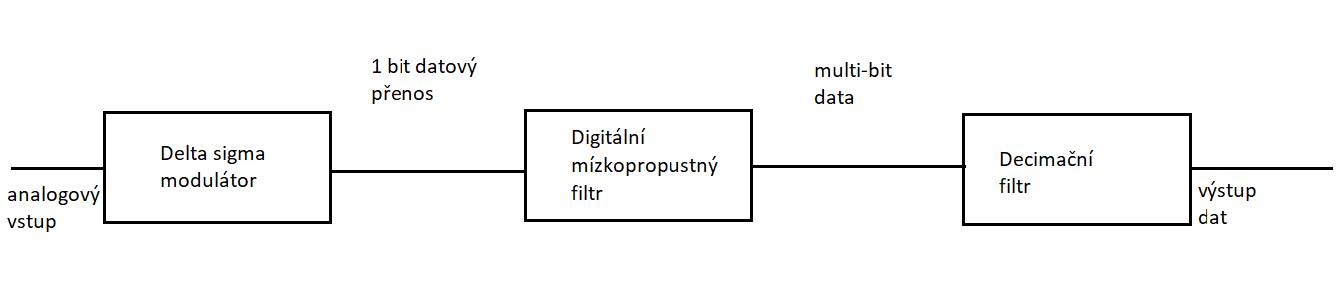 analogový
vstup
Delta sigma
modulátor
1 bit datový
přenos
Digitální
mízkopropustný
filtr
multi-bit
data
Decimační
filtr
výstup
dat